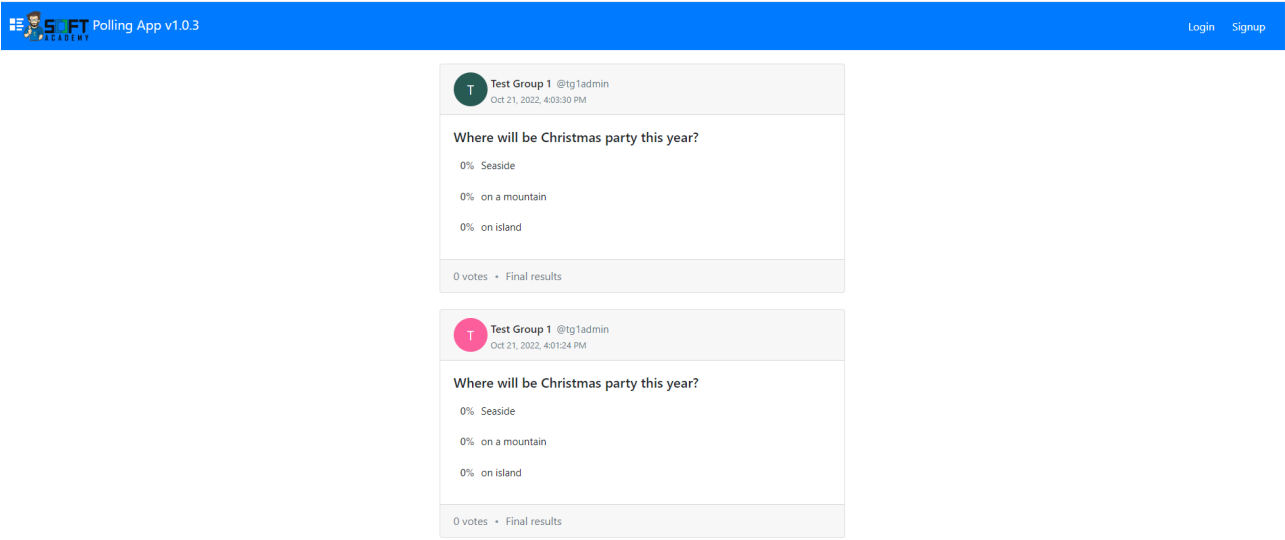 SOFT ACADEMY Polling App v1.0.3 Login Signup
T Test Group 1 @tg1admin
Oct 21, 2022, 4:03:30 PM
Where will be Christmas party this year?
0% Seaside
0% on a mountain
0% on island
0 votes • Final results
T Test Group 1 @tg1admin
Oct 21, 2022, 4:01:24 PM
Where will be Christmas party this year?
0% Seaside
0% on a mountain
0% on island
0 votes • Final results